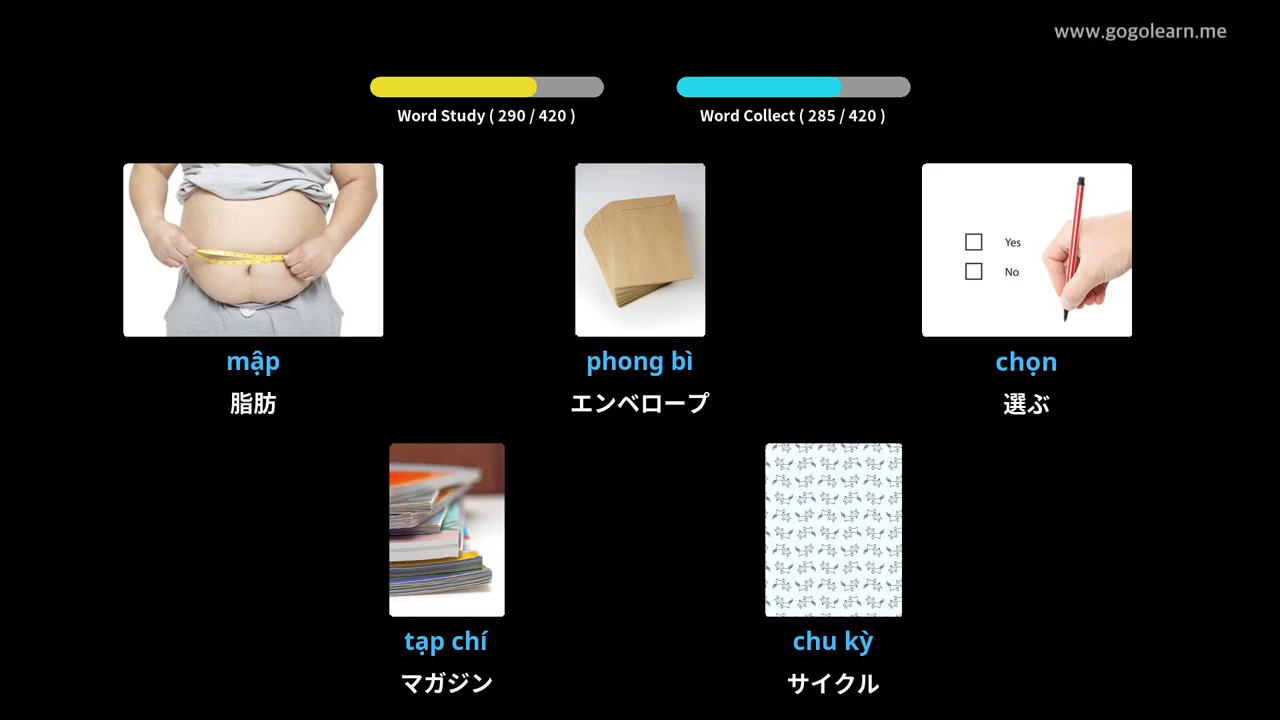 www.gogolearn.me
Word Study ( 290 / 420 )
Word Collect ( 285 / 420 )
Yes
No
mập
phong bì
chọn
脂肪
エンベロープ
選ぶ
tạp chí
chu kỳ
マガジン
サイクル